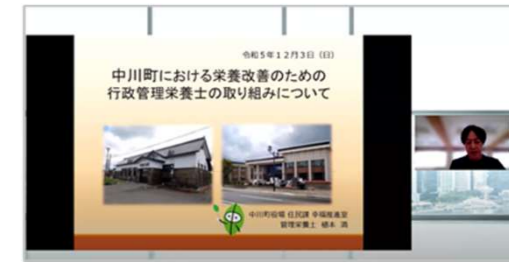 令和5年12月3日（日）
中川町における栄養改善のための
行政管理栄養士の取り組みについて
中川町役場 住民課 幸福推進室
管理栄養士